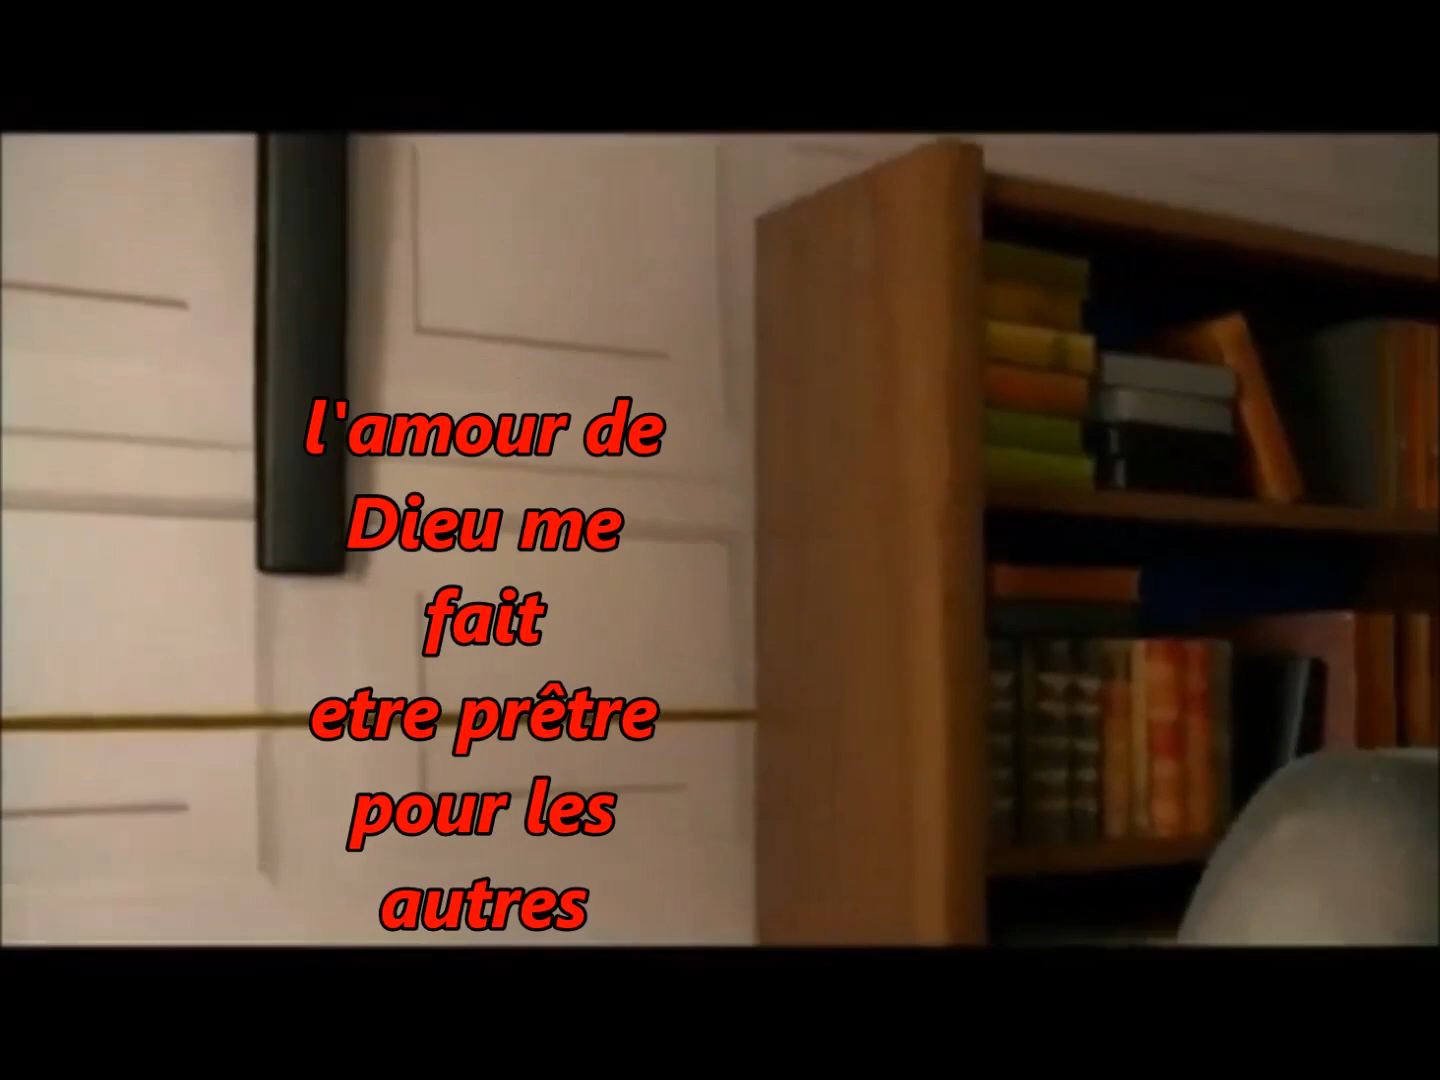 l'amour de
Dieu me
fait
etre prêtre
pour les
autres